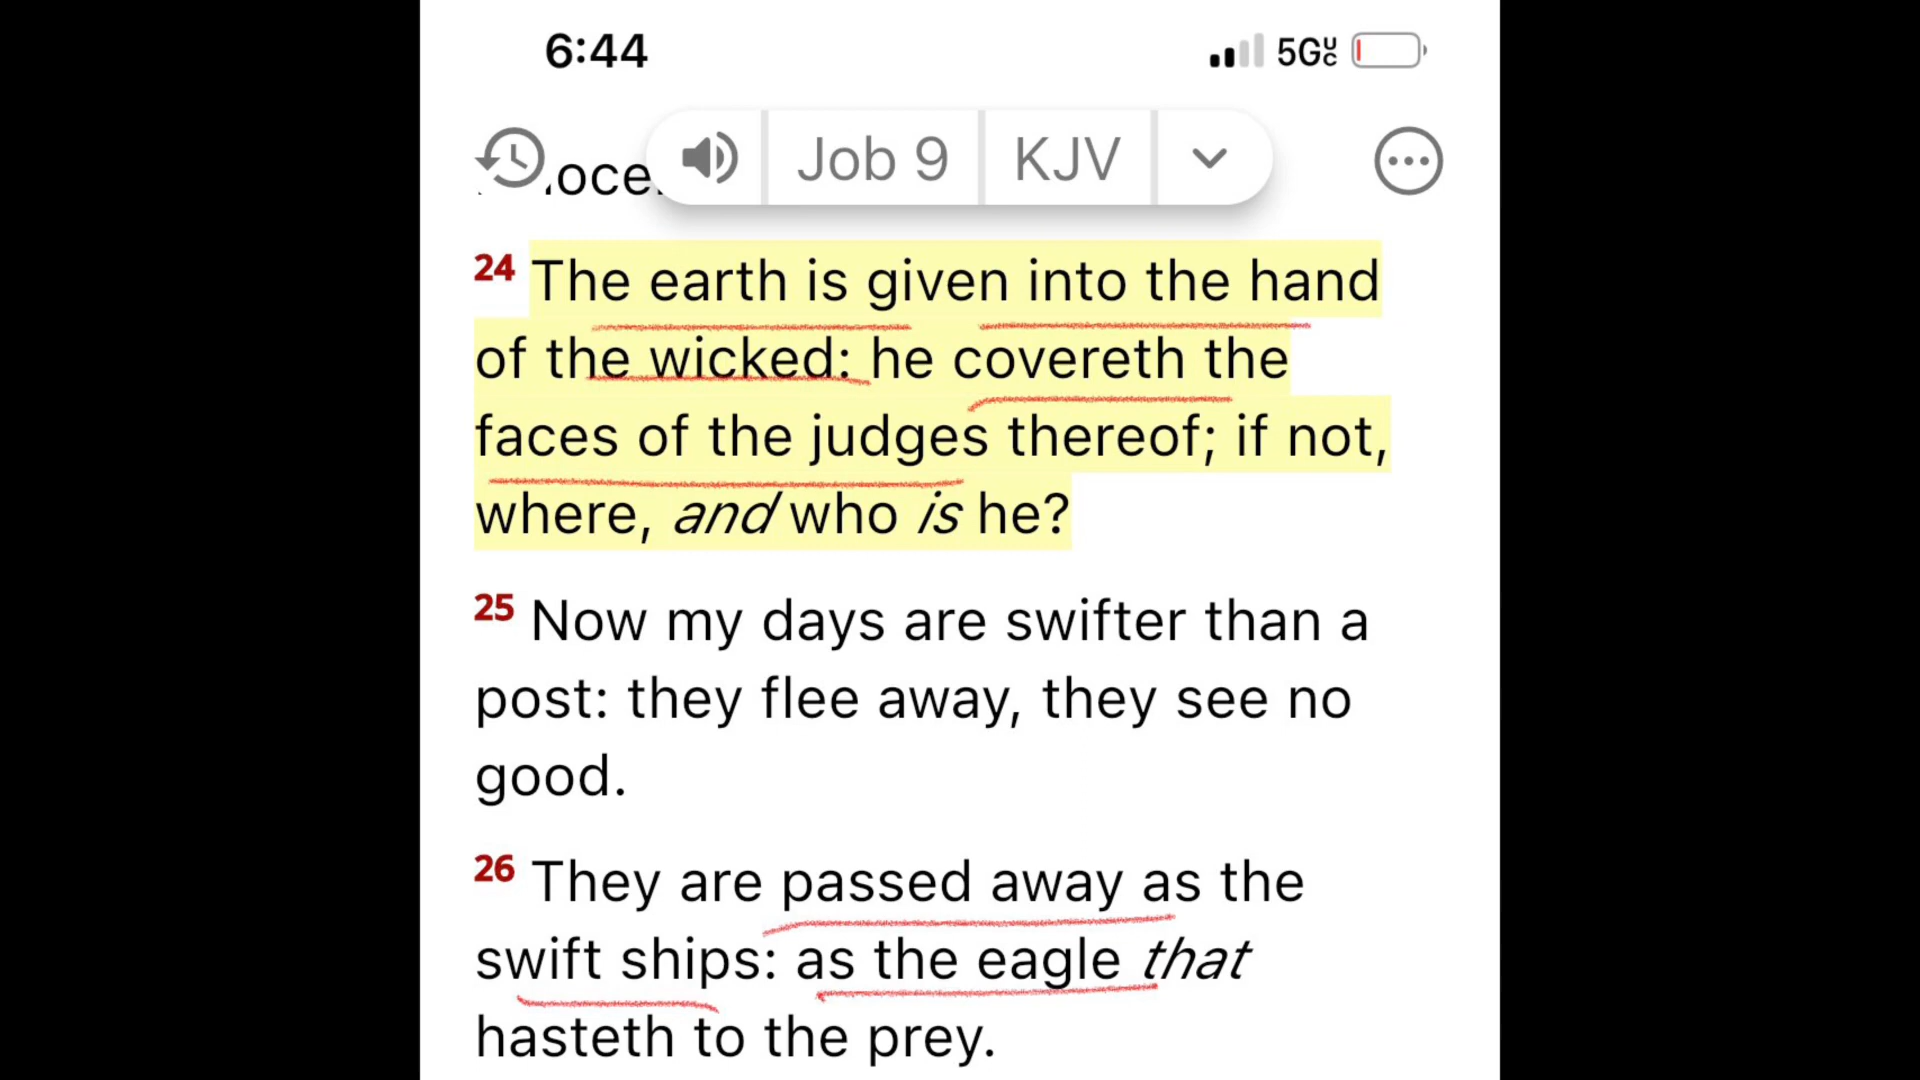 6:44 5GUC
Job 9 KJV
24 The earth is given into the hand
of the wicked: he covereth the
faces of the judges thereof; if not,
where, and who is he?
25 Now my days are swifter than a
post: they flee away, they see no
good.
26 They are passed away as the
swift ships: as the eagle that
hasteth to the prey.